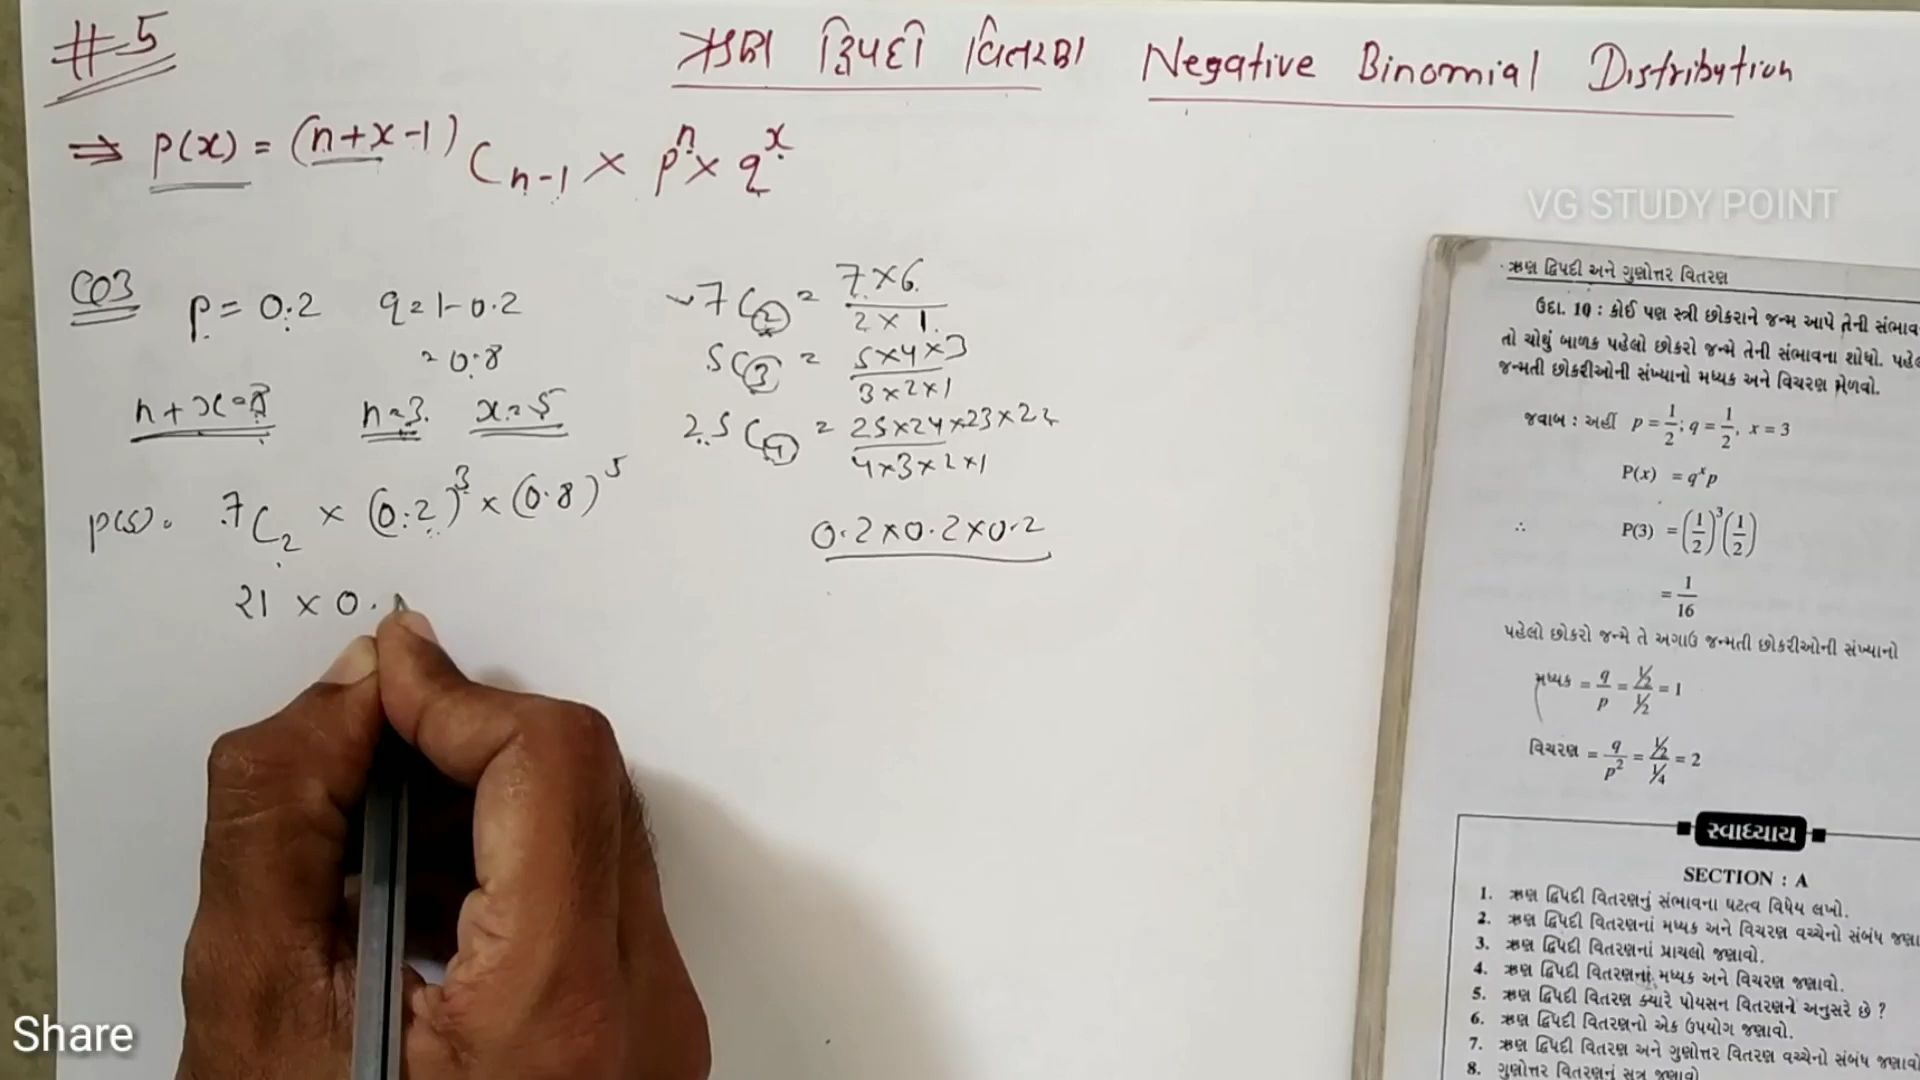 #5
ઋણ દ્વિપદી વિતરણ Negative Binomial Distribution
⇒ p(x) = (n+x-1) C n-1 × p^n × q^x
VG STUDY POINT
p = 0.2 q = 1-0.2
= 0.8
n+x=8 n=3. x=5
p(5) = 7C2 × (0.2)^3 × (0.8)^5
21 × 0.
7C2 = 7×6 / 2×1.
5C3 = 5×4×3 / 3×2×1
25C4 = 25×24×23×22 / 4×3×2×1
0.2×0.2×0.2
ઋણ દ્વિપદી અને ગુણોત્તર વિતરણ
ઉદા. 10 : કોઈ પણ સ્ત્રી છોકરાને જન્મ આપે તેની
તો ચોથું બાળક પહેલો છોકરો જન્મે તેની સંભાવના શોધો.
જન્મતી છોકરીઓની સંખ્યાનો મધ્યક અને વિચરણ મેળવો.
જવાબ : અહીં p = 1/2 ; q = 1/2, x = 3
P(x) = q^x p
∴ P(3) = (1/2)^3 (1/2)
= 1/16
પહેલો છોકરો જન્મે તે અગાઉ જન્મતી છોકરીઓની સંખ્યાનો
મધ્યક = q/p = ½/½ = 1
વિચરણ = q/p^2 = ½/¼ = 2
સ્વાધ્યાય
SECTION : A
1. ઋણ દ્વિપદી વિતરણનું સંભાવના ઘટત્વ વિધેય લખો.
2. ઋણ દ્વિપદી વિતરણનાં મધ્યક અને વિચરણ વચ્ચેનો સંબંધ
3. ઋણ દ્વિપદી વિતરણનાં પ્રાચલો જણાવો.
4. ઋણ દ્વિપદી વિતરણનાં મધ્યક અને વિચરણ જણાવો.
5. ઋણ દ્વિપદી વિતરણ ક્યારે પોયસન વિતરણને અનુસરે છે ?
6. ઋણ દ્વિપદી વિતરણનો એક ઉપયોગ જણાવો.
7. ઋણ દ્વિપદી વિતરણ અને ગુણોત્તર વિતરણ વચ્ચેનો સંબંધ જણાવો
8. ગુણોત્તર વિતરણનું સૂત્ર જણાવો
Share